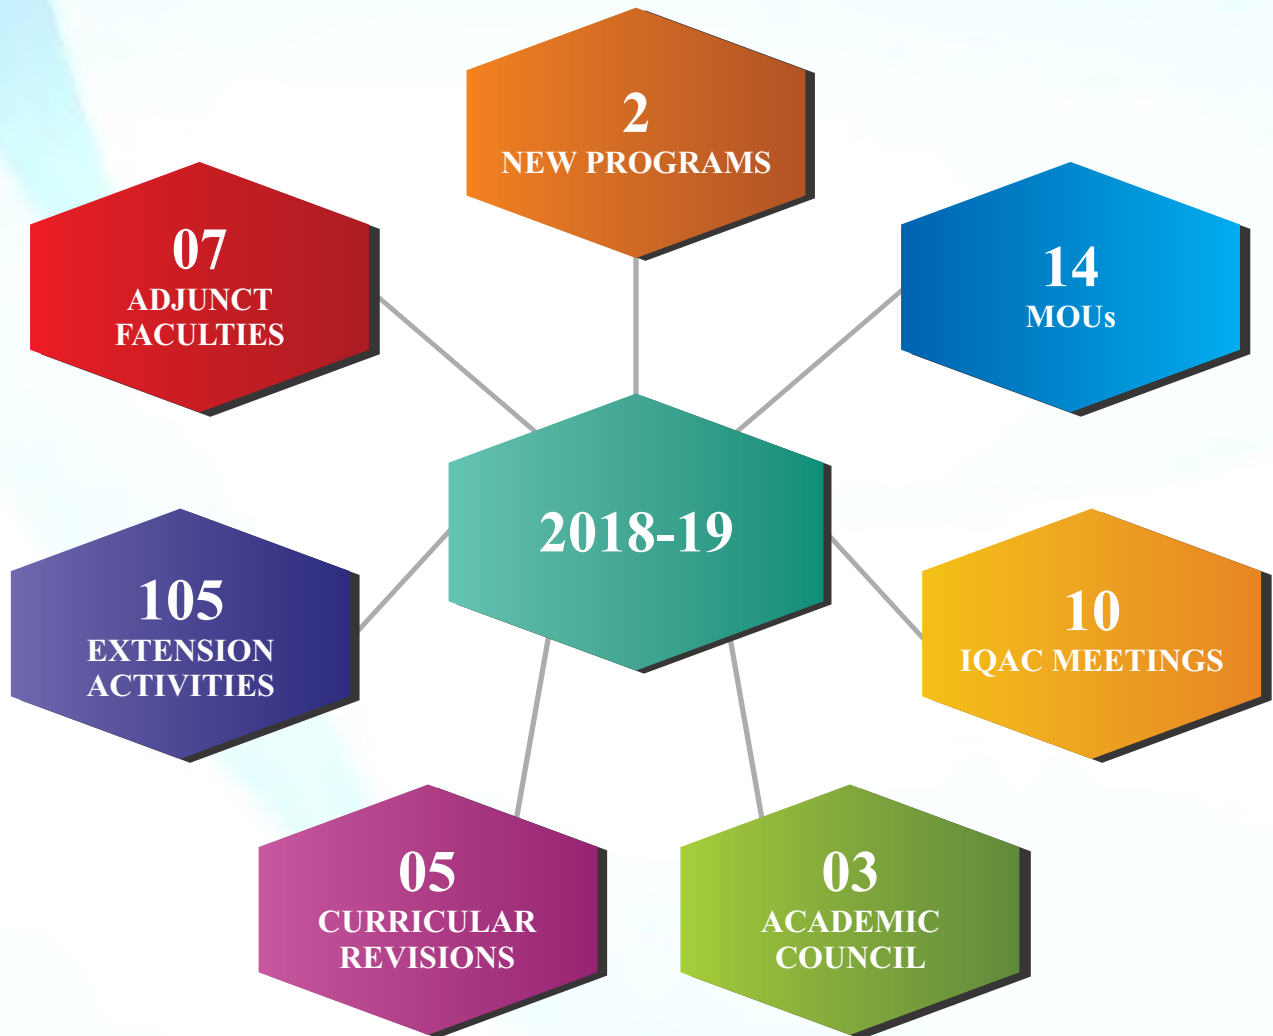 2
NEW PROGRAMS
07
ADJUNCT
FACULTIES
14
MOUs
2018-19
105
EXTENSION
ACTIVITIES
10
IQAC MEETINGS
05
CURRICULAR
REVISIONS
03
ACADEMIC
COUNCIL